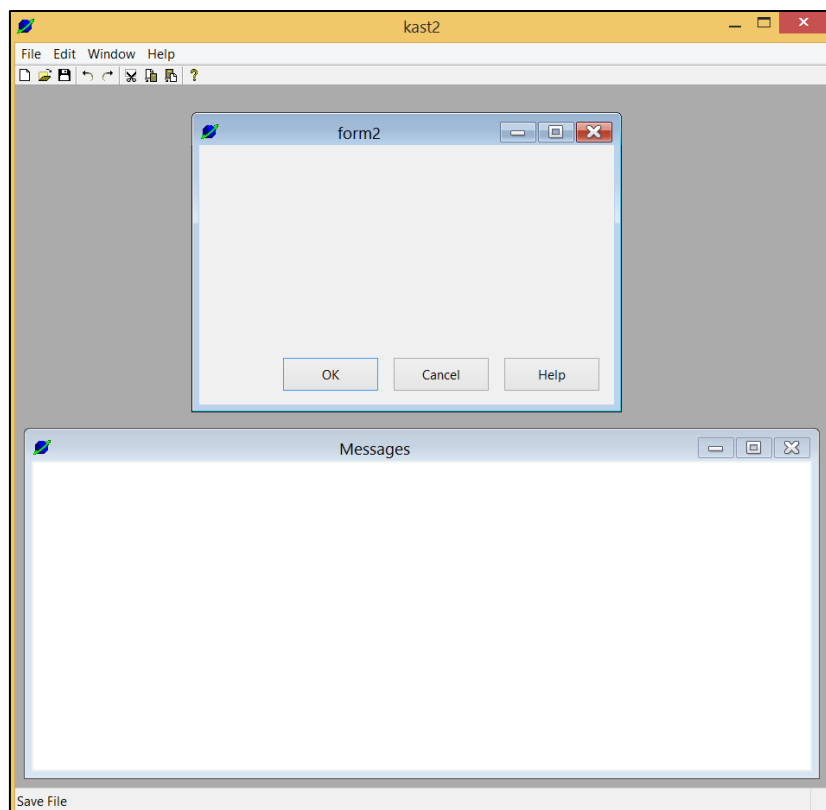 kast2
File Edit Window Help
?
form2
OK Cancel Help
Messages
Save File